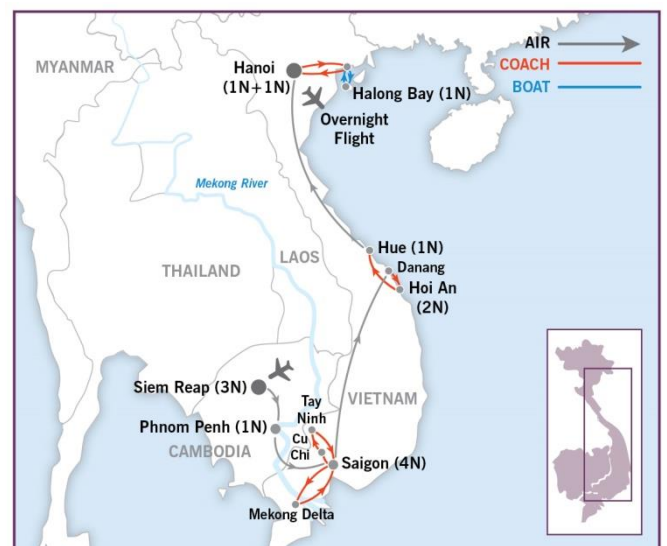 AIR
COACH
BOAT
MYANMAR
Hanoi
(1N+1N)
Halong Bay (1N)
Overnight
Flight
Mekong River
Hue (1N)
Danang
Hoi An
(2N)
LAOS
THAILAND
Siem Reap (3N)
VIETNAM
Tay
Ninh
Phnom Penh (1N)
Cu
Chi
CAMBODIA
Saigon (4N)
Mekong Delta